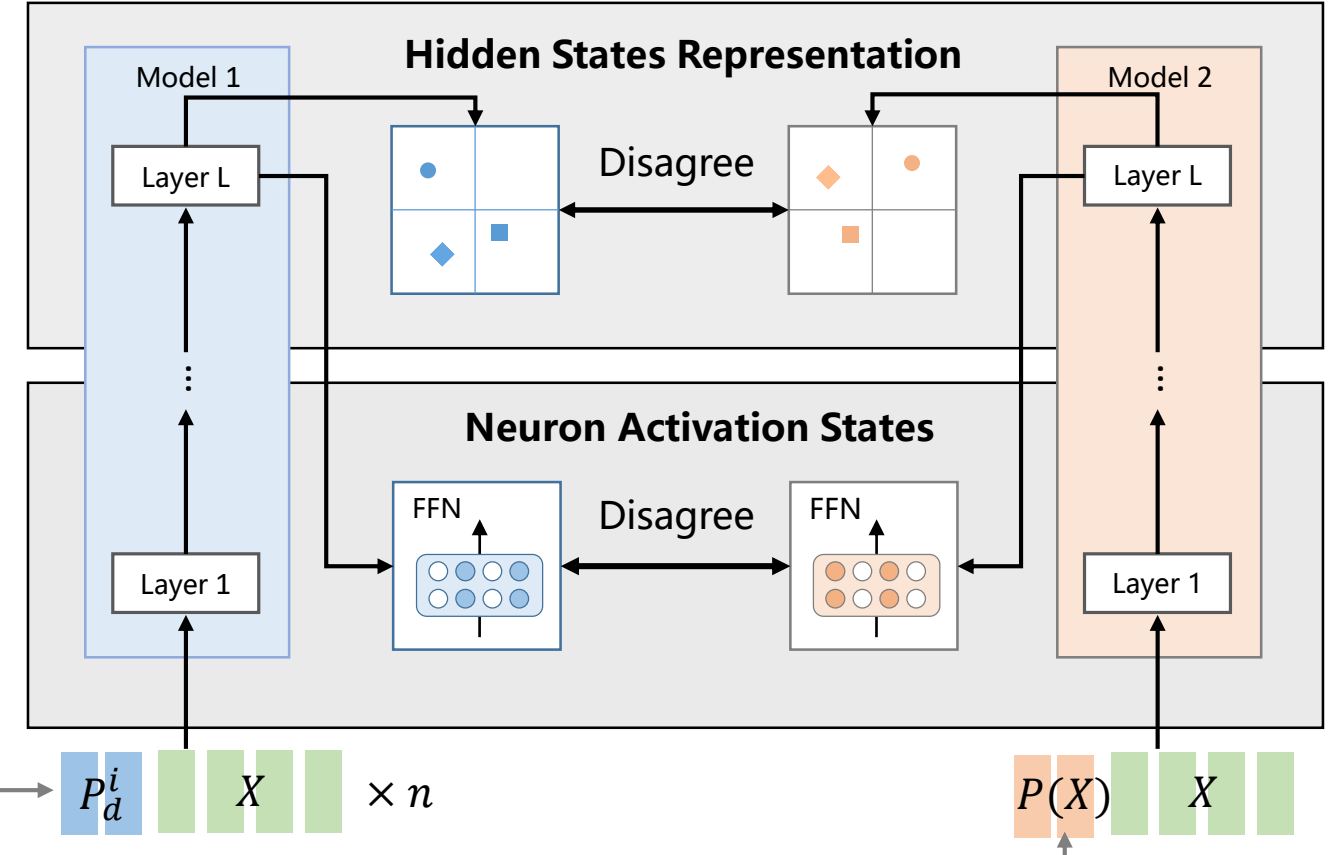 Hidden States Representation
Model 1
Model 2
Layer L
Disagree
Layer L
...
...
Neuron Activation States
FFN
Disagree
FFN
Layer 1
Layer 1
P_d^i X × n
P(X) X